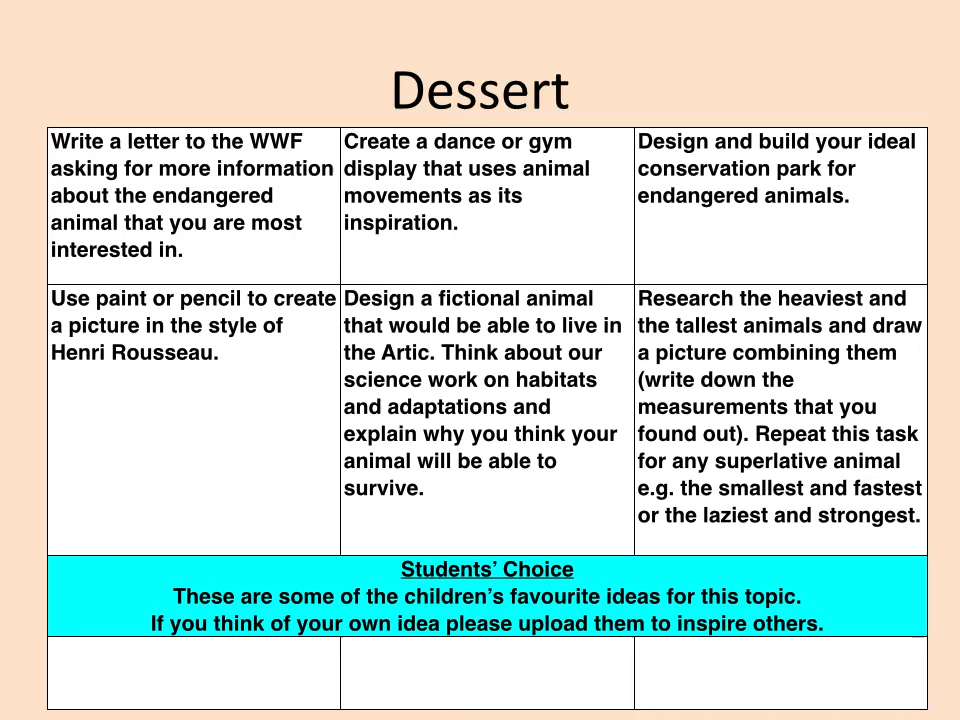 Dessert
Write a letter to the WWF
asking for more information
about the endangered
animal that you are most
interested in.
Create a dance or gym
display that uses animal
movements as its
inspiration.
Design and build your ideal
conservation park for
endangered animals.
Use paint or pencil to create
a picture in the style of
Henri Rousseau.
Design a fictional animal
that would be able to live in
the Artic. Think about our
science work on habitats
and adaptations and
explain why you think your
animal will be able to
survive.
Research the heaviest and
the tallest animals and draw
a picture combining them
(write down the
measurements that you
found out). Repeat this task
for any superlative animal
e.g. the smallest and fastest
or the laziest and strongest.
Students’ Choice
These are some of the children’s favourite ideas for this topic.
If you think of your own idea please upload them to inspire others.